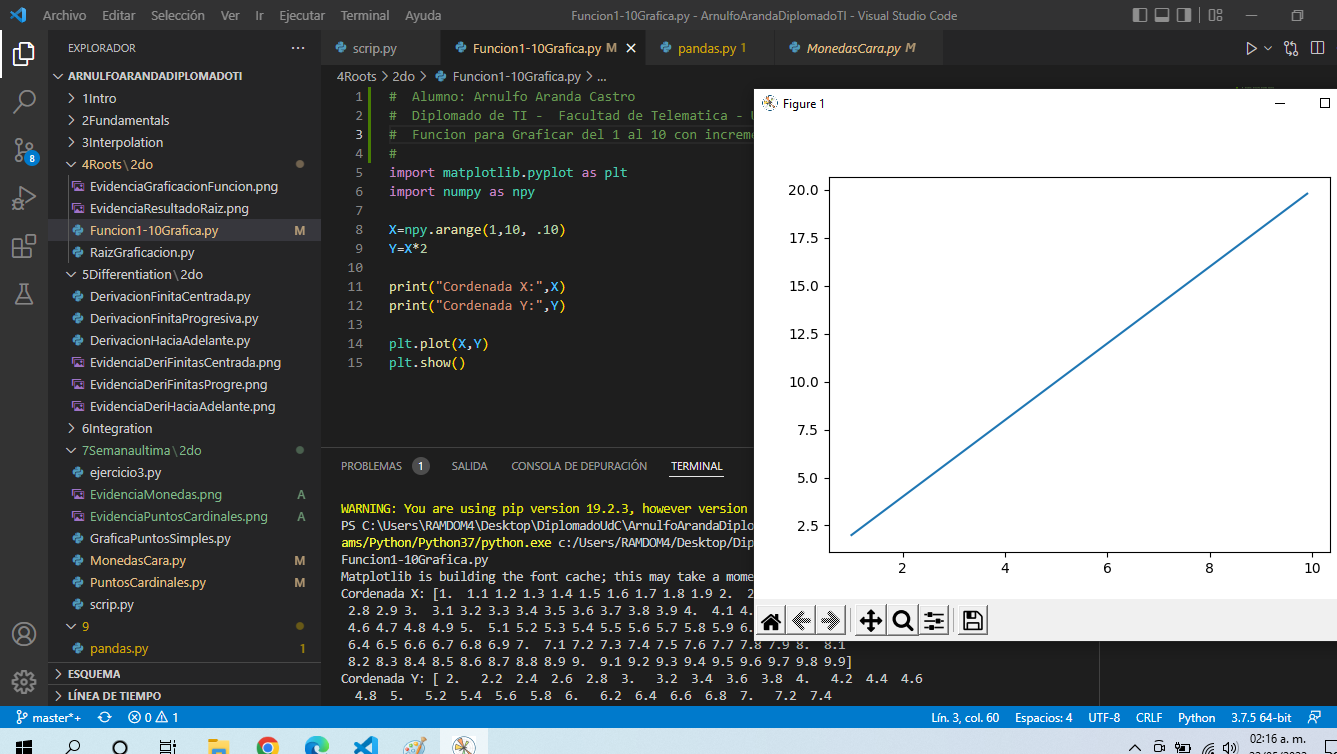 Archivo Editar Selección Ver Ir Ejecutar Terminal Ayuda Funcion1-10Grafica.py - ArnulfoArandaDiplomadoTI - Visual Studio Code
EXPLORADOR
ARNULFOARANDADIPLOMADOTI
1Intro
2Fundamentals
3Interpolation
4Roots\2do
EvidenciaGraficacionFuncion.png
EvidenciaResultadoRaiz.png
Funcion1-10Grafica.py M
RaizGraficacion.py
5Differentiation\2do
DerivacionFinitaCentrada.py
DerivacionFinitaProgresiva.py
DerivacionHaciaAdelante.py
EvidenciaDeriFinitasCentrada.png
EvidenciaDeriFinitasProgre.png
EvidenciaDeriHaciaAdelante.png
6Integration
7Semanaultima\2do
ejercicio3.py
EvidenciaMonedas.png A
EvidenciaPuntosCardinales.png A
GraficaPuntosSimples.py
MonedasCara.py M
PuntosCardinales.py M
scrip.py
9
pandas.py 1
ESQUEMA
LÍNEA DE TIEMPO
8
scrip.py Funcion1-10Grafica.py M pandas.py 1 MonedasCara.py M
4Roots > 2do > Funcion1-10Grafica.py > ...
1 # Alumno: Arnulfo Aranda Castro
2 # Diplomado de TI - Facultad de Telematica - U
3 # Funcion para Graficar del 1 al 10 con increme
4 #
5 import matplotlib.pyplot as plt
6 import numpy as npy
7
8 X=npy.arange(1,10, .10)
9 Y=X*2
10
11 print("Cordenada X:",X)
12 print("Cordenada Y:",Y)
13
14 plt.plot(X,Y)
15 plt.show()
PROBLEMAS 1 SALIDA CONSOLA DE DEPURACIÓN TERMINAL
WARNING: You are using pip version 19.2.3, however version
PS C:\Users\RAMDOM4\Desktop\DiplomadoUdC\ArnulfoArandaDiplo
ams/Python/Python37/python.exe c:/Users/RAMDOM4/Desktop/Dip
Funcion1-10Grafica.py
Matplotlib is building the font cache; this may take a mome
Cordenada X: [1. 1.1 1.2 1.3 1.4 1.5 1.6 1.7 1.8 1.9 2. 2
2.8 2.9 3. 3.1 3.2 3.3 3.4 3.5 3.6 3.7 3.8 3.9 4. 4.1 4.
4.6 4.7 4.8 4.9 5. 5.1 5.2 5.3 5.4 5.5 5.6 5.7 5.8 5.9 6.
6.4 6.5 6.6 6.7 6.8 6.9 7. 7.1 7.2 7.3 7.4 7.5 7.6 7.7 7.8 7.9 8. 8.1
8.2 8.3 8.4 8.5 8.6 8.7 8.8 8.9 9. 9.1 9.2 9.3 9.4 9.5 9.6 9.7 9.8 9.9]
Cordenada Y: [ 2. 2.2 2.4 2.6 2.8 3. 3.2 3.4 3.6 3.8 4. 4.2 4.4 4.6
4.8 5. 5.2 5.4 5.6 5.8 6. 6.2 6.4 6.6 6.8 7. 7.2 7.4
Figure 1
20.0
17.5
15.0
12.5
10.0
7.5
5.0
2.5
2 4 6 8 10
master*+ 0 1 Lín. 3, col. 60 Espacios: 4 UTF-8 CRLF Python 3.7.5 64-bit
02:16 a. m.